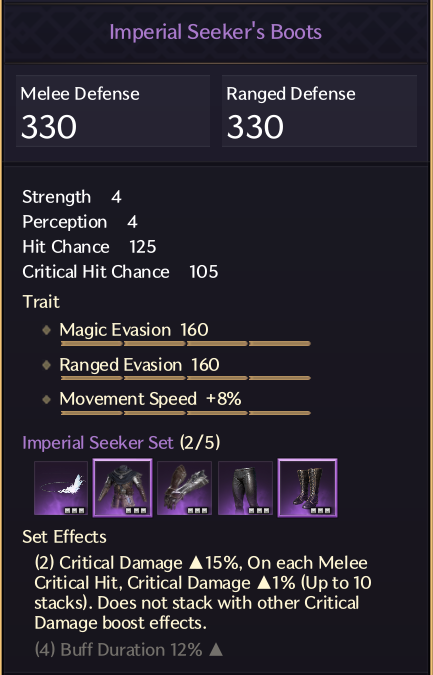 Imperial Seeker's Boots
Melee Defense
330
Ranged Defense
330
Strength 4
Perception 4
Hit Chance 125
Critical Hit Chance 105
Trait
Magic Evasion 160
Ranged Evasion 160
Movement Speed +8%
Imperial Seeker Set (2/5)
Set Effects
(2) Critical Damage ▲15%, On each Melee
Critical Hit, Critical Damage ▲1% (Up to 10
stacks). Does not stack with other Critical
Damage boost effects.
(4) Buff Duration 12% ▲